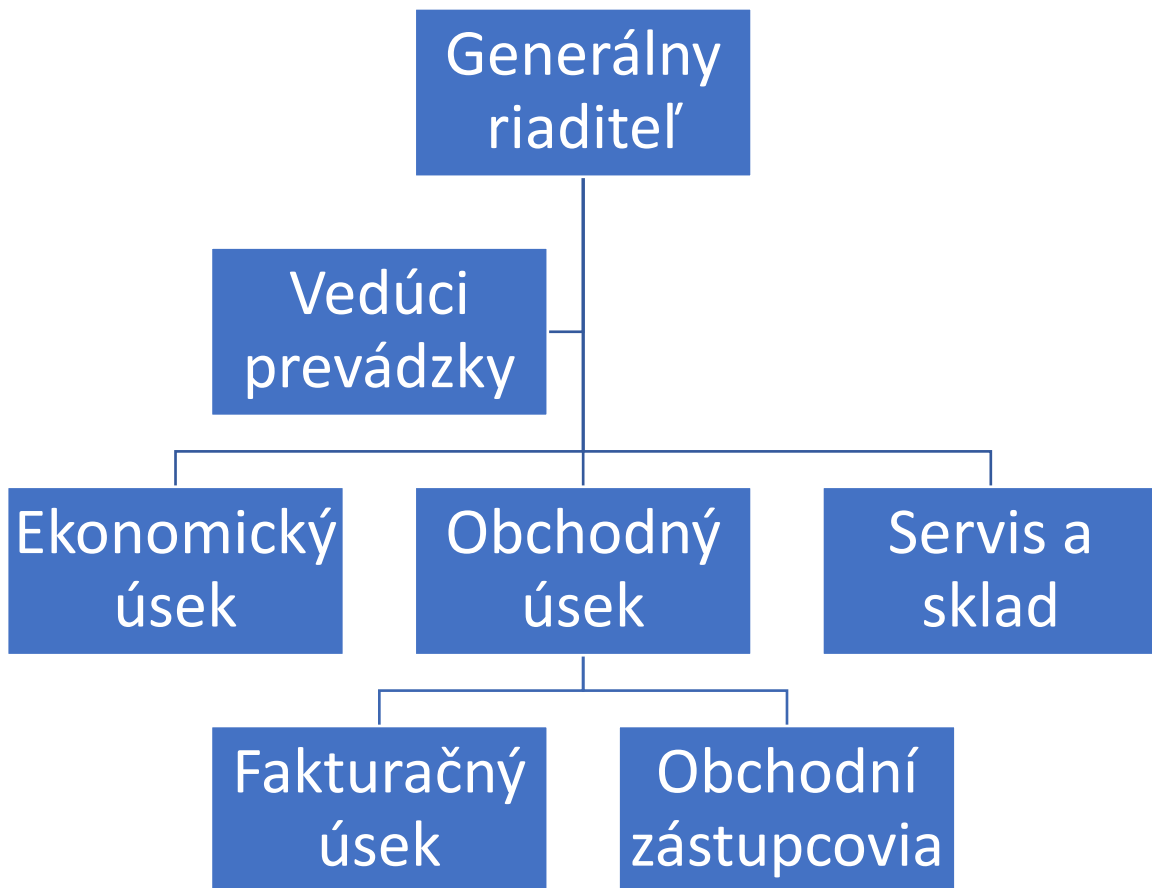 Generálny
riaditeľ
Vedúci
prevádzky
Ekonomický
úsek
Obchodný
úsek
Servis a
sklad
Fakturačný
úsek
Obchodní
zástupcovia